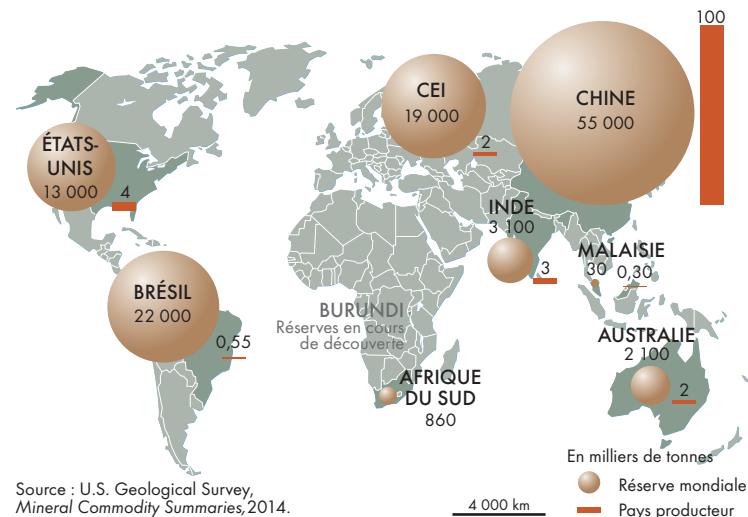 100
CEI
19 000
2
CHINE
55 000
ÉTATS-
UNIS
13 000
4
INDE
3 100
3
MALAISIE
30
0,30
BRÉSIL
22 000
0,55
BURUNDI
Réserves en cours
de découverte
AUSTRALIE
2 100
2
AFRIQUE
DU SUD
860
En milliers de tonnes
Réserve mondiale
Pays producteur
4 000 km
Source : U.S. Geological Survey,
Mineral Commodity Summaries,2014.